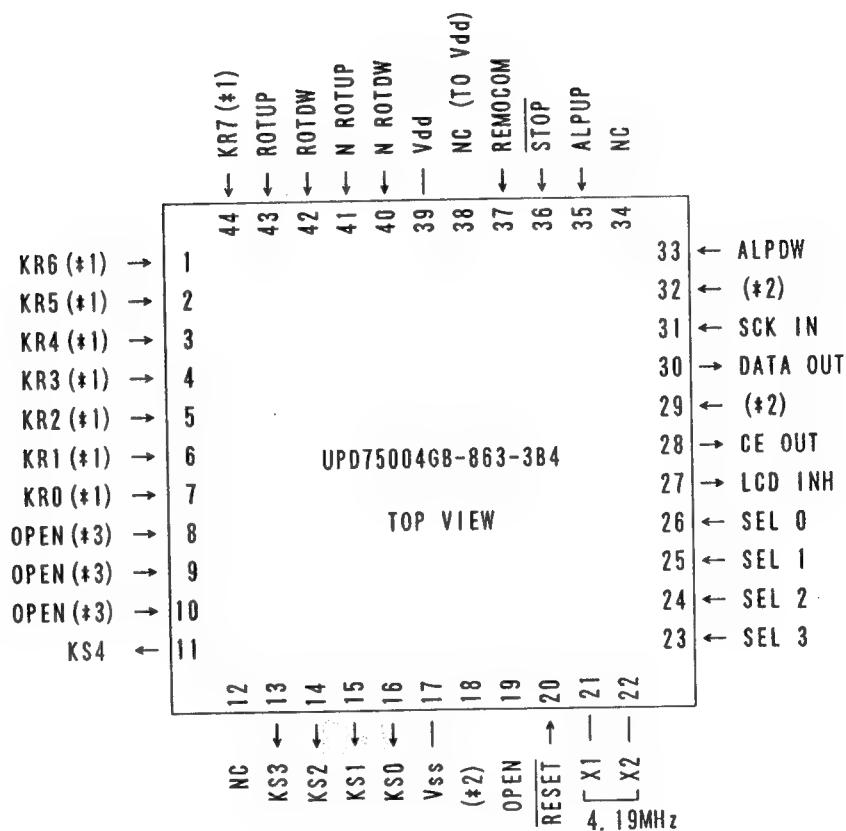 KR7(*1)
ROTUP
ROTDW
N ROTUP
N ROTDW
Vdd
NC (TO Vdd)
REMOCOM
STOP
ALPUP
NC
44 43 42 41 40 39 38 37 36 35 34
KR6(*1) → 1
KR5(*1) → 2
KR4(*1) → 3
KR3(*1) → 4
KR2(*1) → 5
KR1(*1) → 6
KR0(*1) → 7
OPEN(*3) → 8
OPEN(*3) → 9
OPEN(*3) → 10
KS4 ← 11
UPD75004GB-863-3B4
TOP VIEW
33 ← ALPDW
32 ← (*2)
31 ← SCK IN
30 → DATA OUT
29 ← (*2)
28 → CE OUT
27 → LCD INH
26 ← SEL 0
25 ← SEL 1
24 ← SEL 2
23 ← SEL 3
12 13 14 15 16 17 18 19 20 21 22
NC
KS3
KS2
KS1
KS0
Vss
(*2)
OPEN
RESET
X1
X2
4.19MHz